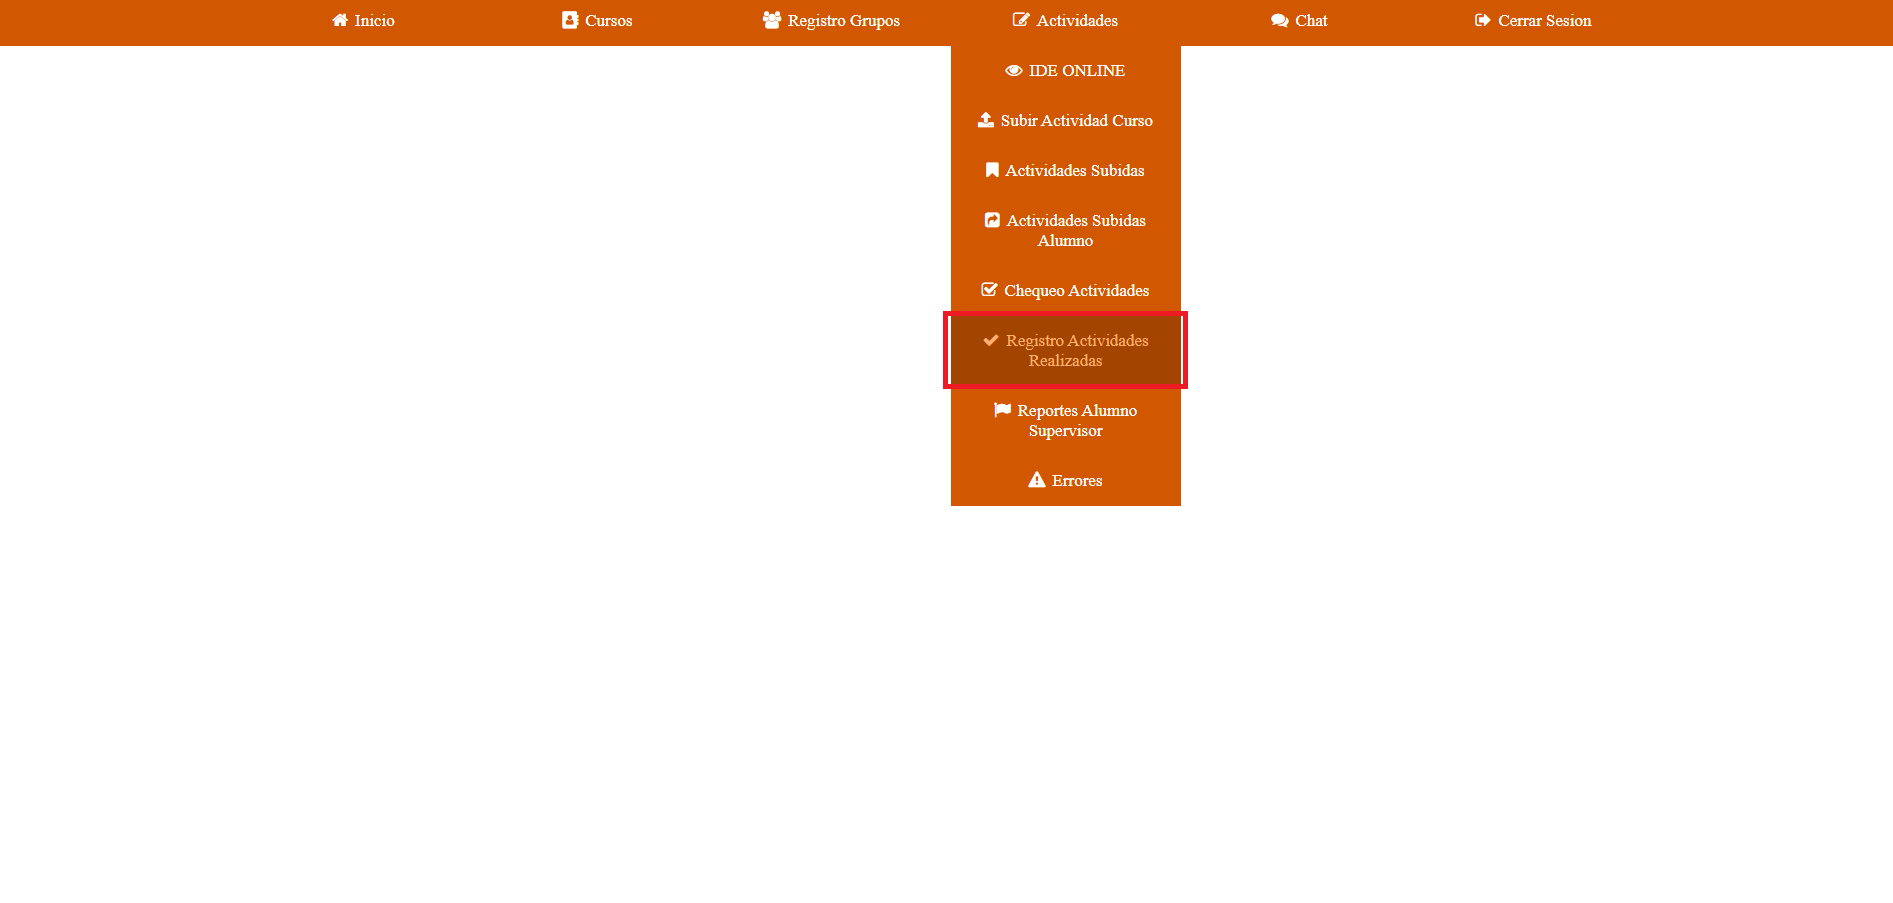 Inicio
Cursos
Registro Grupos
Actividades
Chat
Cerrar Sesion
IDE ONLINE
Subir Actividad Curso
Actividades Subidas
Actividades Subidas
Alumno
Chequeo Actividades
Registro Actividades
Realizadas
Reportes Alumno
Supervisor
Errores